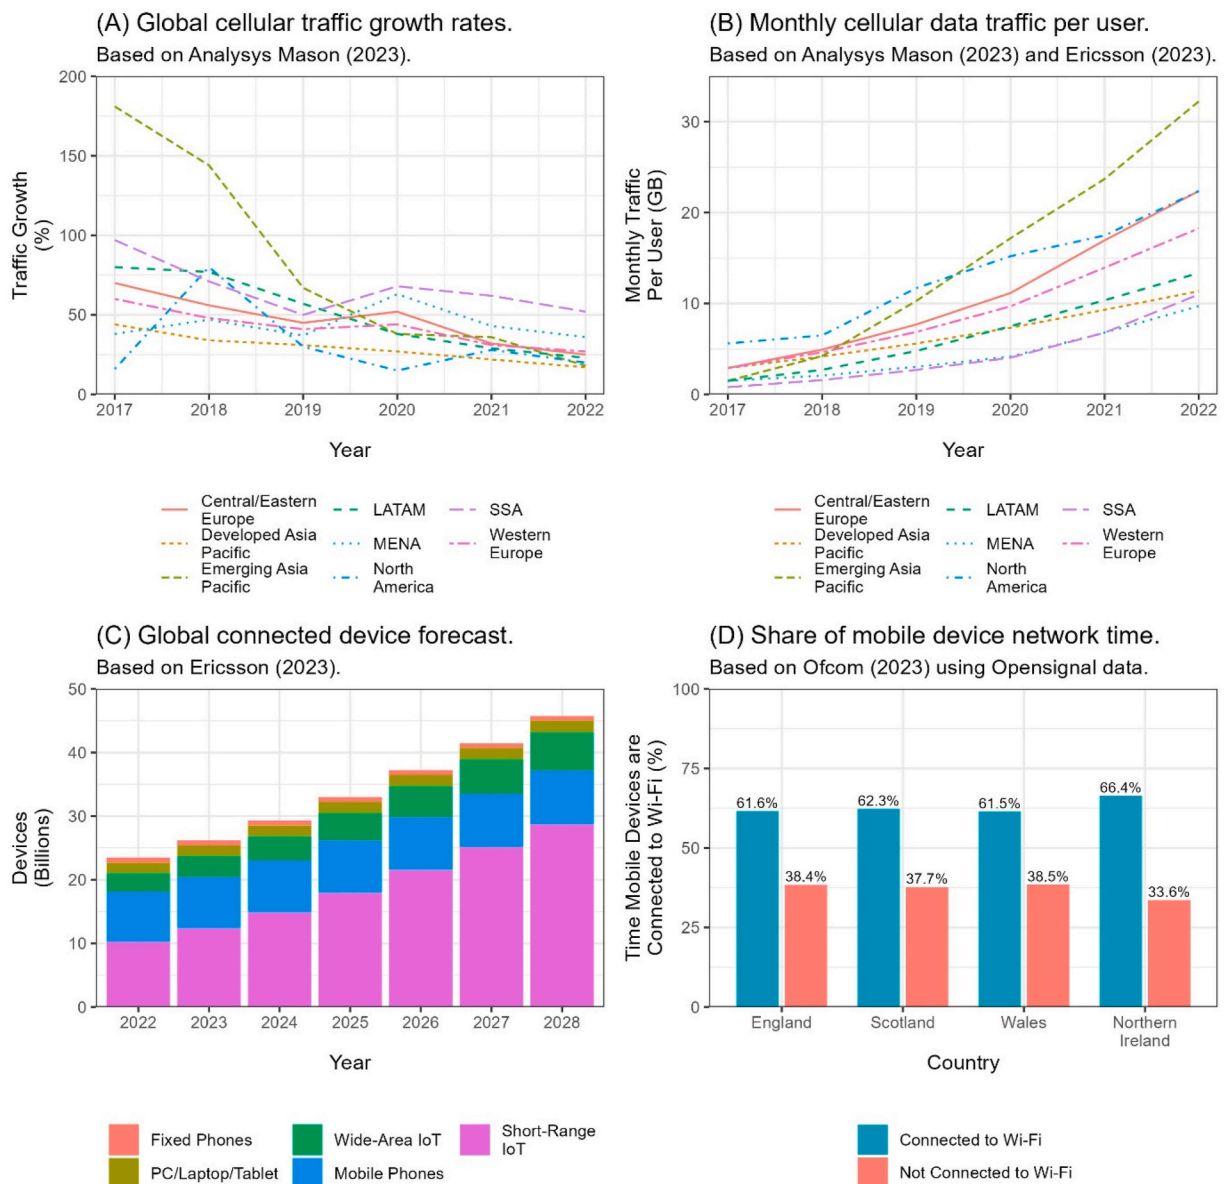 (A) Global cellular traffic growth rates.
Based on Analysys Mason (2023).
200
150
100
50
0
Traffic Growth
(%)
2017 2018 2019 2020 2021 2022
Year
Central/Eastern
Europe
Developed Asia
Pacific
Emerging Asia
Pacific
LATAM
MENA
North
America
SSA
Western
Europe
(B) Monthly cellular data traffic per user.
Based on Analysys Mason (2023) and Ericsson (2023).
30
20
10
0
Monthly Traffic
Per User (GB)
2017 2018 2019 2020 2021 2022
Year
Central/Eastern
Europe
Developed Asia
Pacific
Emerging Asia
Pacific
LATAM
MENA
North
America
SSA
Western
Europe
(C) Global connected device forecast.
Based on Ericsson (2023).
50
40
30
20
10
0
Devices
(Billions)
2022 2023 2024 2025 2026 2027 2028
Year
Fixed Phones
PC/Laptop/Tablet
Wide-Area IoT
Mobile Phones
Short-Range
IoT
(D) Share of mobile device network time.
Based on Ofcom (2023) using Opensignal data.
100
75
50
25
0
Time Mobile Devices are
Connected to Wi-Fi (%)
61.6% 38.4% 62.3% 37.7% 61.5% 38.5% 66.4% 33.6%
England Scotland Wales Northern
Ireland
Country
Connected to Wi-Fi
Not Connected to Wi-Fi